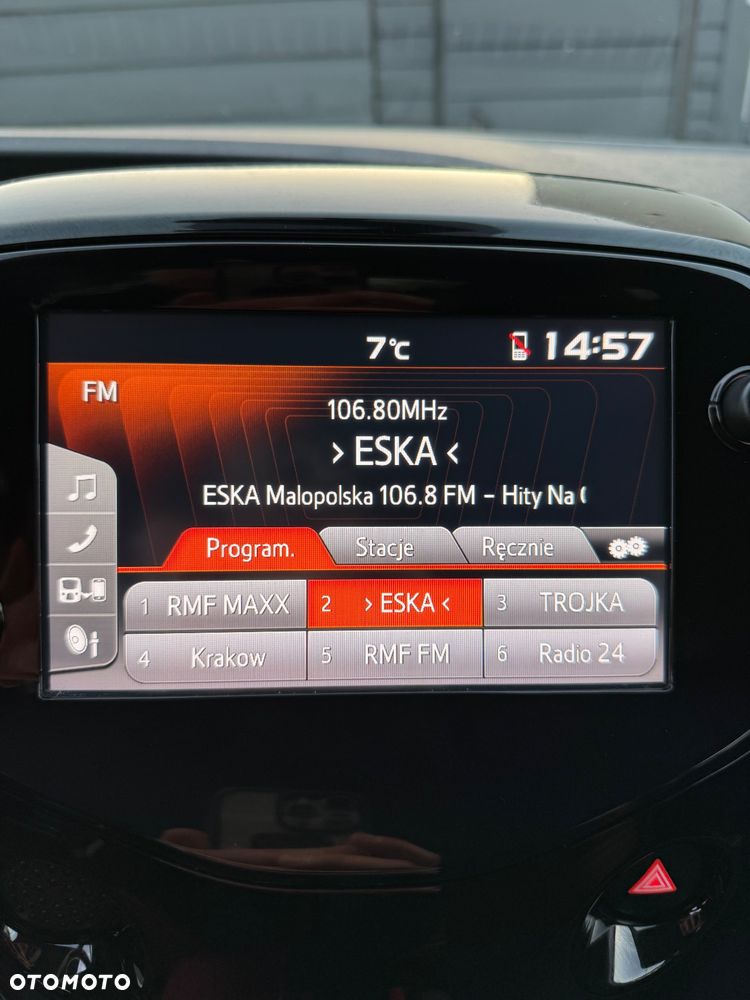 7°C 14:57
FM
106.80MHz
› ESKA ‹
ESKA Malopolska 106.8 FM - Hity Na
Program. Stacje Ręcznie
1 RMF MAXX 2 › ESKA ‹ 3 TROJKA
4 Krakow 5 RMF FM 6 Radio 24
OTOMOTO